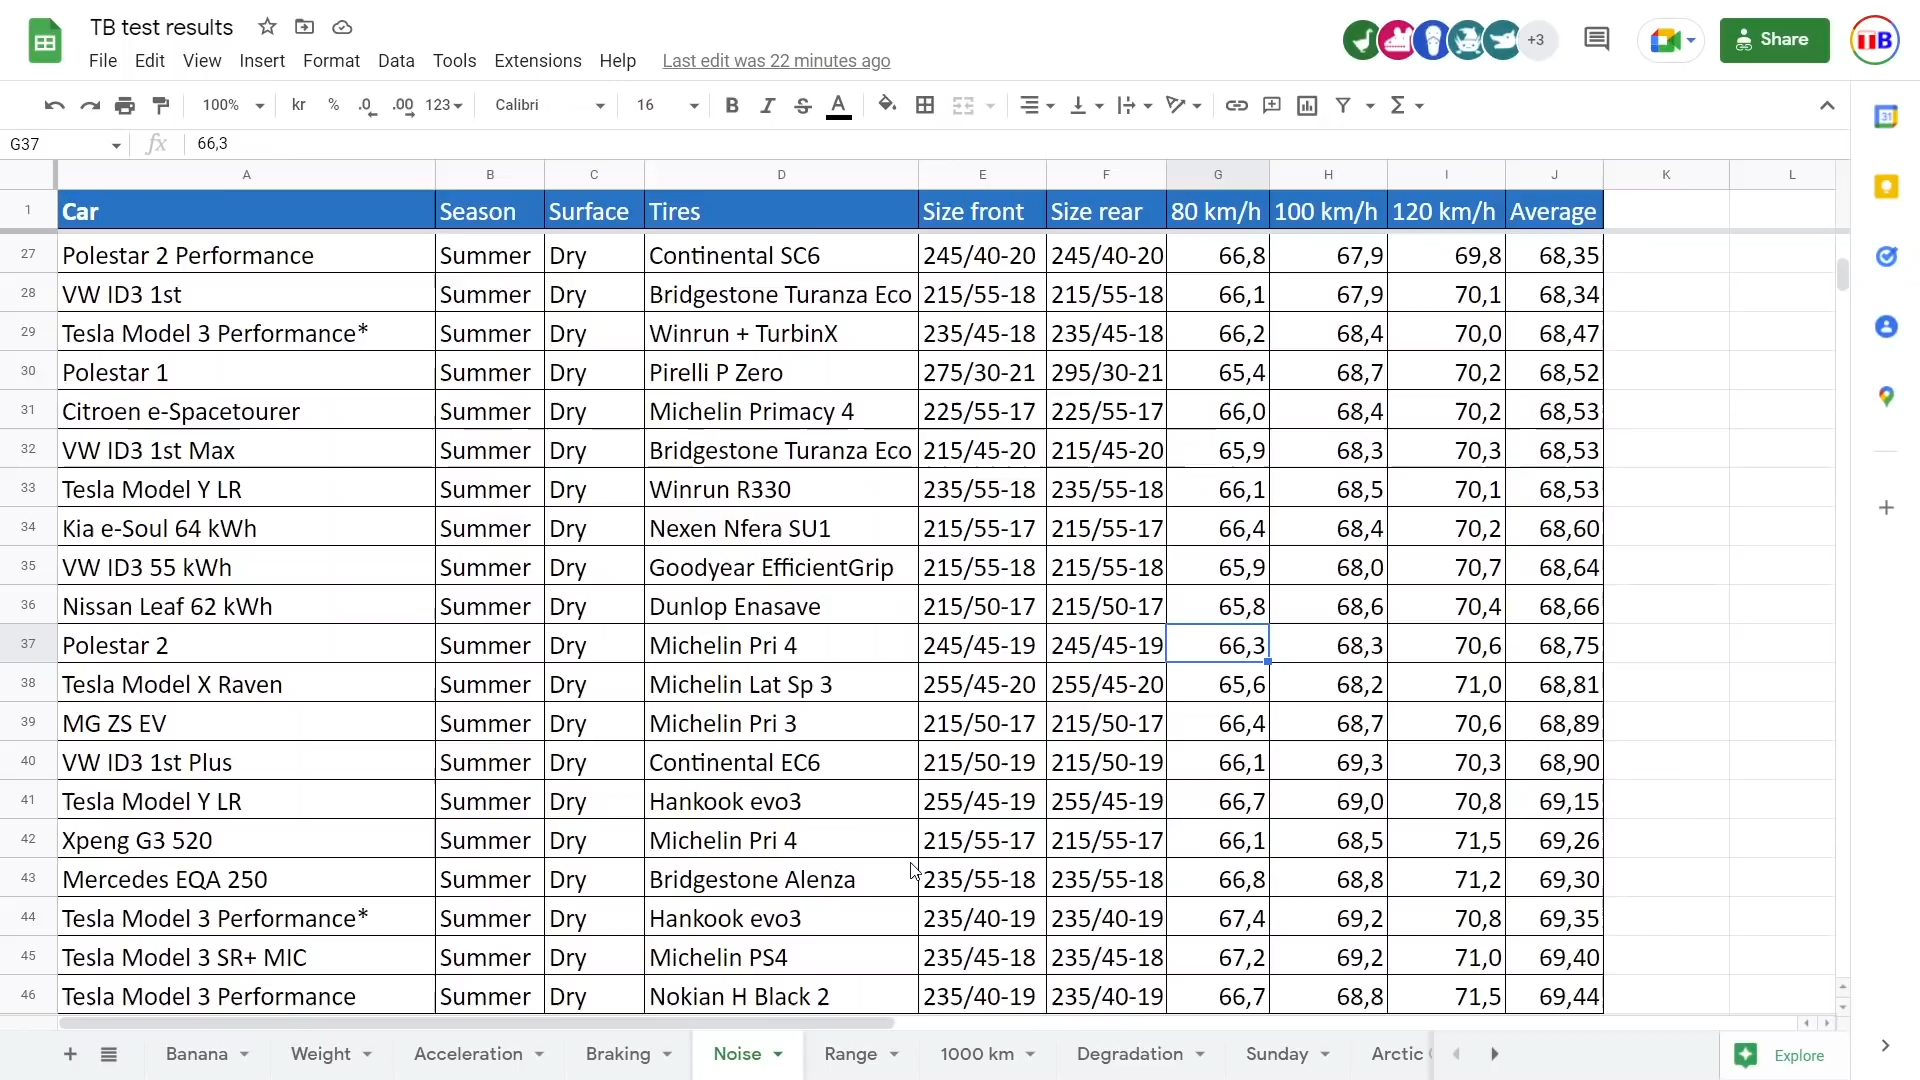 TB test results
+3
Share
TB
File Edit View Insert Format Data Tools Extensions Help Last edit was 22 minutes ago
100% kr % .0 .00 123 Calibri 16 B I S A
G37 fx 66,3
A B C D E F G H I J K L
1 Car Season Surface Tires Size front Size rear 80 km/h 100 km/h 120 km/h Average
27 Polestar 2 Performance Summer Dry Continental SC6 245/40-20 245/40-20 66,8 67,9 69,8 68,35
28 VW ID3 1st Summer Dry Bridgestone Turanza Eco 215/55-18 215/55-18 66,1 67,9 70,1 68,34
29 Tesla Model 3 Performance* Summer Dry Winrun + TurbinX 235/45-18 235/45-18 66,2 68,4 70,0 68,47
30 Polestar 1 Summer Dry Pirelli P Zero 275/30-21 295/30-21 65,4 68,7 70,2 68,52
31 Citroen e-Spacetourer Summer Dry Michelin Primacy 4 225/55-17 225/55-17 66,0 68,4 70,2 68,53
32 VW ID3 1st Max Summer Dry Bridgestone Turanza Eco 215/45-20 215/45-20 65,9 68,3 70,3 68,53
33 Tesla Model Y LR Summer Dry Winrun R330 235/55-18 235/55-18 66,1 68,5 70,1 68,53
34 Kia e-Soul 64 kWh Summer Dry Nexen Nfera SU1 215/55-17 215/55-17 66,4 68,4 70,2 68,60
35 VW ID3 55 kWh Summer Dry Goodyear EfficientGrip 215/55-18 215/55-18 65,9 68,0 70,7 68,64
36 Nissan Leaf 62 kWh Summer Dry Dunlop Enasave 215/50-17 215/50-17 65,8 68,6 70,4 68,66
37 Polestar 2 Summer Dry Michelin Pri 4 245/45-19 245/45-19 66,3 68,3 70,6 68,75
38 Tesla Model X Raven Summer Dry Michelin Lat Sp 3 255/45-20 255/45-20 65,6 68,2 71,0 68,81
39 MG ZS EV Summer Dry Michelin Pri 3 215/50-17 215/50-17 66,4 68,7 70,6 68,89
40 VW ID3 1st Plus Summer Dry Continental EC6 215/50-19 215/50-19 66,1 69,3 70,3 68,90
41 Tesla Model Y LR Summer Dry Hankook evo3 255/45-19 255/45-19 66,7 69,0 70,8 69,15
42 Xpeng G3 520 Summer Dry Michelin Pri 4 215/55-17 215/55-17 66,1 68,5 71,5 69,26
43 Mercedes EQA 250 Summer Dry Bridgestone Alenza 235/55-18 235/55-18 66,8 68,8 71,2 69,30
44 Tesla Model 3 Performance* Summer Dry Hankook evo3 235/40-19 235/40-19 67,4 69,2 70,8 69,35
45 Tesla Model 3 SR+ MIC Summer Dry Michelin PS4 235/45-18 235/45-18 67,2 69,2 71,0 69,40
46 Tesla Model 3 Performance Summer Dry Nokian H Black 2 235/40-19 235/40-19 66,7 68,8 71,5 69,44
Banana Weight Acceleration Braking Noise Range 1000 km Degradation Sunday Arctic Explore
31